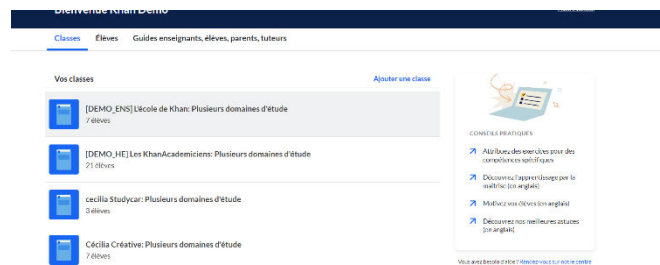 Bienvenue Khan Demo
Classes Élèves Guides enseignants, élèves, parents, tuteurs
Vos classes
Ajouter une classe
[DEMO_ENS] L'école de Khan: Plusieurs domaines d'étude
7 élèves
[DEMO_HE] Les KhanAcademiciens: Plusieurs domaines d'étude
21 élèves
cecilia Studycar: Plusieurs domaines d'étude
3 élèves
Cécilia Créative: Plusieurs domaines d'étude
7 élèves
CONSEILS PRATIQUES
Attribuez des exercices pour des
compétences spécifiques
Découvrez l'apprentissage par la
maîtrise (en anglais)
Motivez vos élèves (en anglais)
Découvrez nos meilleures astuces
(en anglais)
Vous avez besoin d'aide ? Rendez-vous sur notre centre